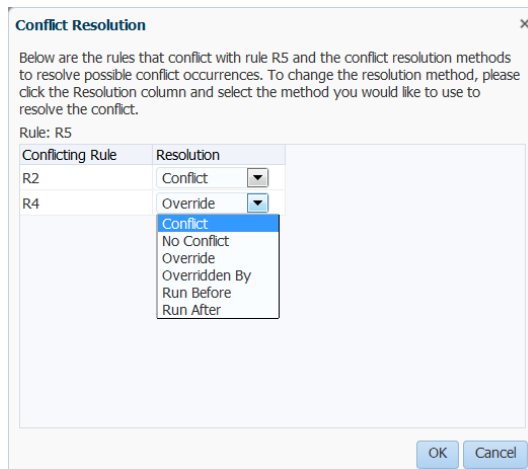 Conflict Resolution
Below are the rules that conflict with rule R5 and the conflict resolution methods
to resolve possible conflict occurrences. To change the resolution method, please
click the Resolution column and select the method you would like to use to
resolve the conflict.
Rule: R5
Conflicting Rule Resolution
R2 Conflict
R4 Override
Conflict
No Conflict
Override
Overridden By
Run Before
Run After
OK Cancel